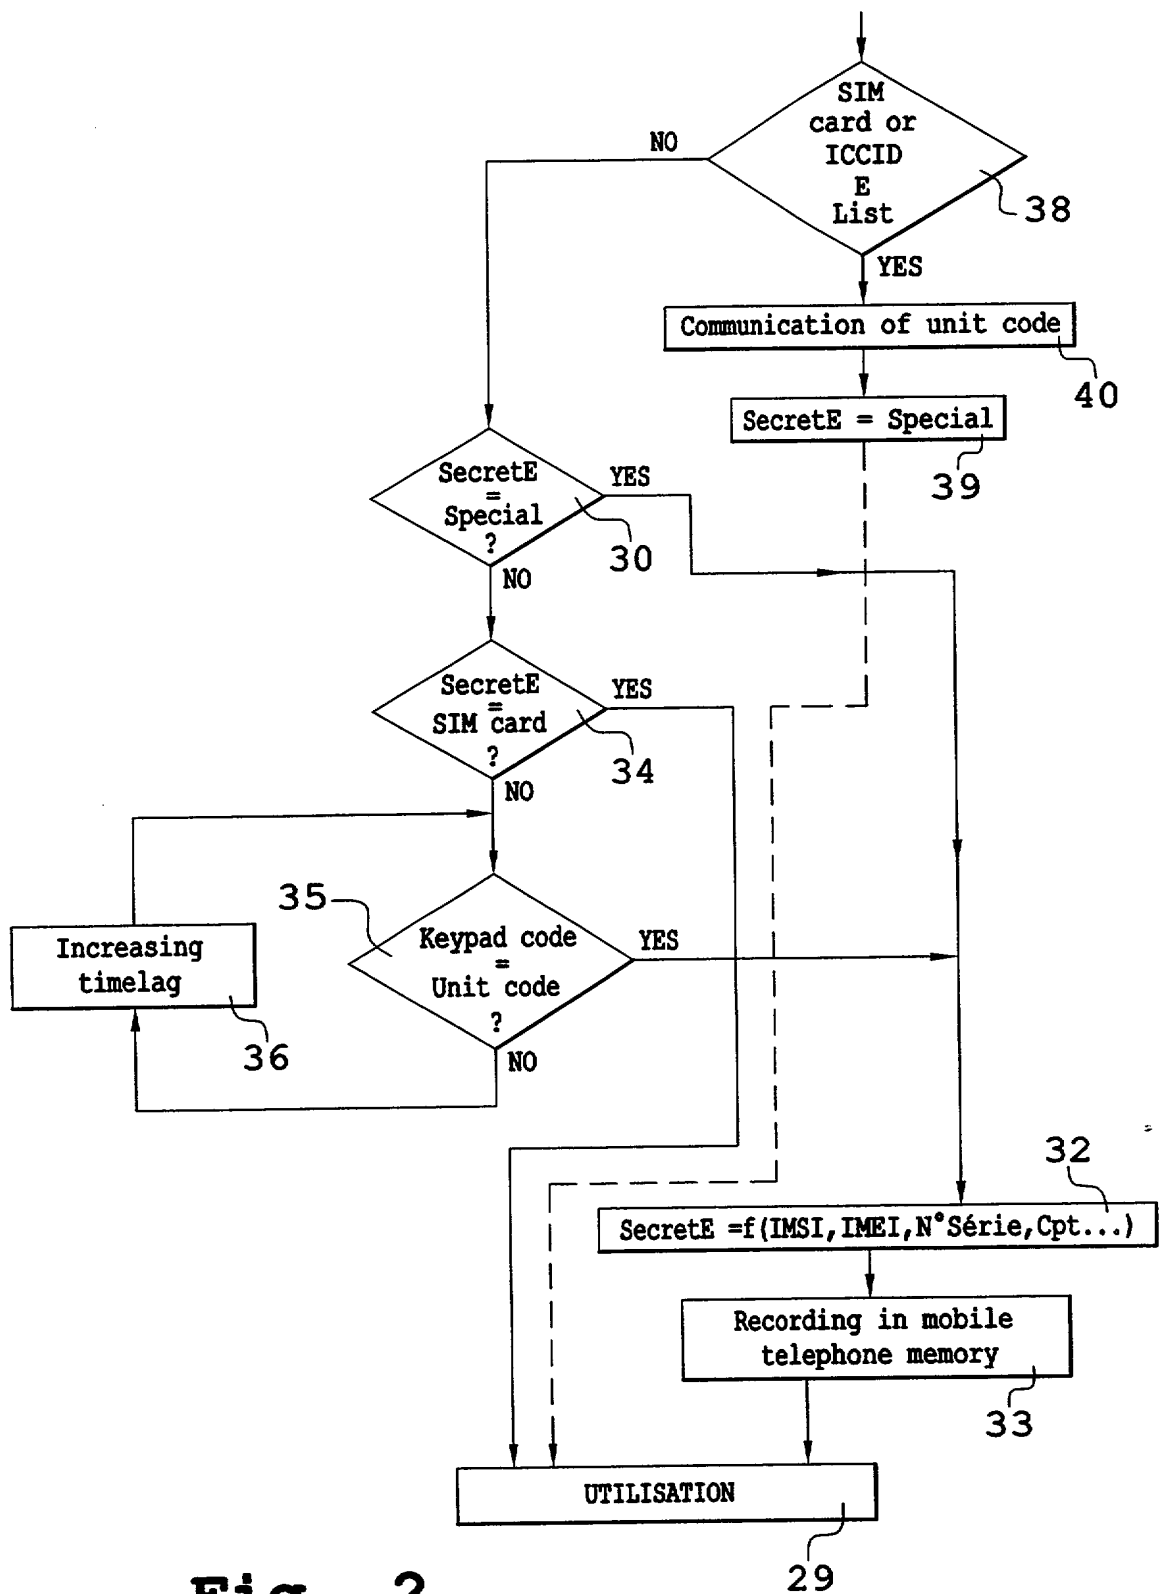 SIM
card or
ICCID
E
List
NO
38
YES
Communication of unit code
40
SecretE = Special
39
SecretE
=
Special
?
YES
30
NO
SecretE
=
SIM card
?
YES
34
NO
35
Keypad code
=
Unit code
?
YES
Increasing
timelag
36
NO
32
SecretE =f(IMSI,IMEI,N°Série,Cpt...)
Recording in mobile
telephone memory
33
UTILISATION
29
Fig. 2